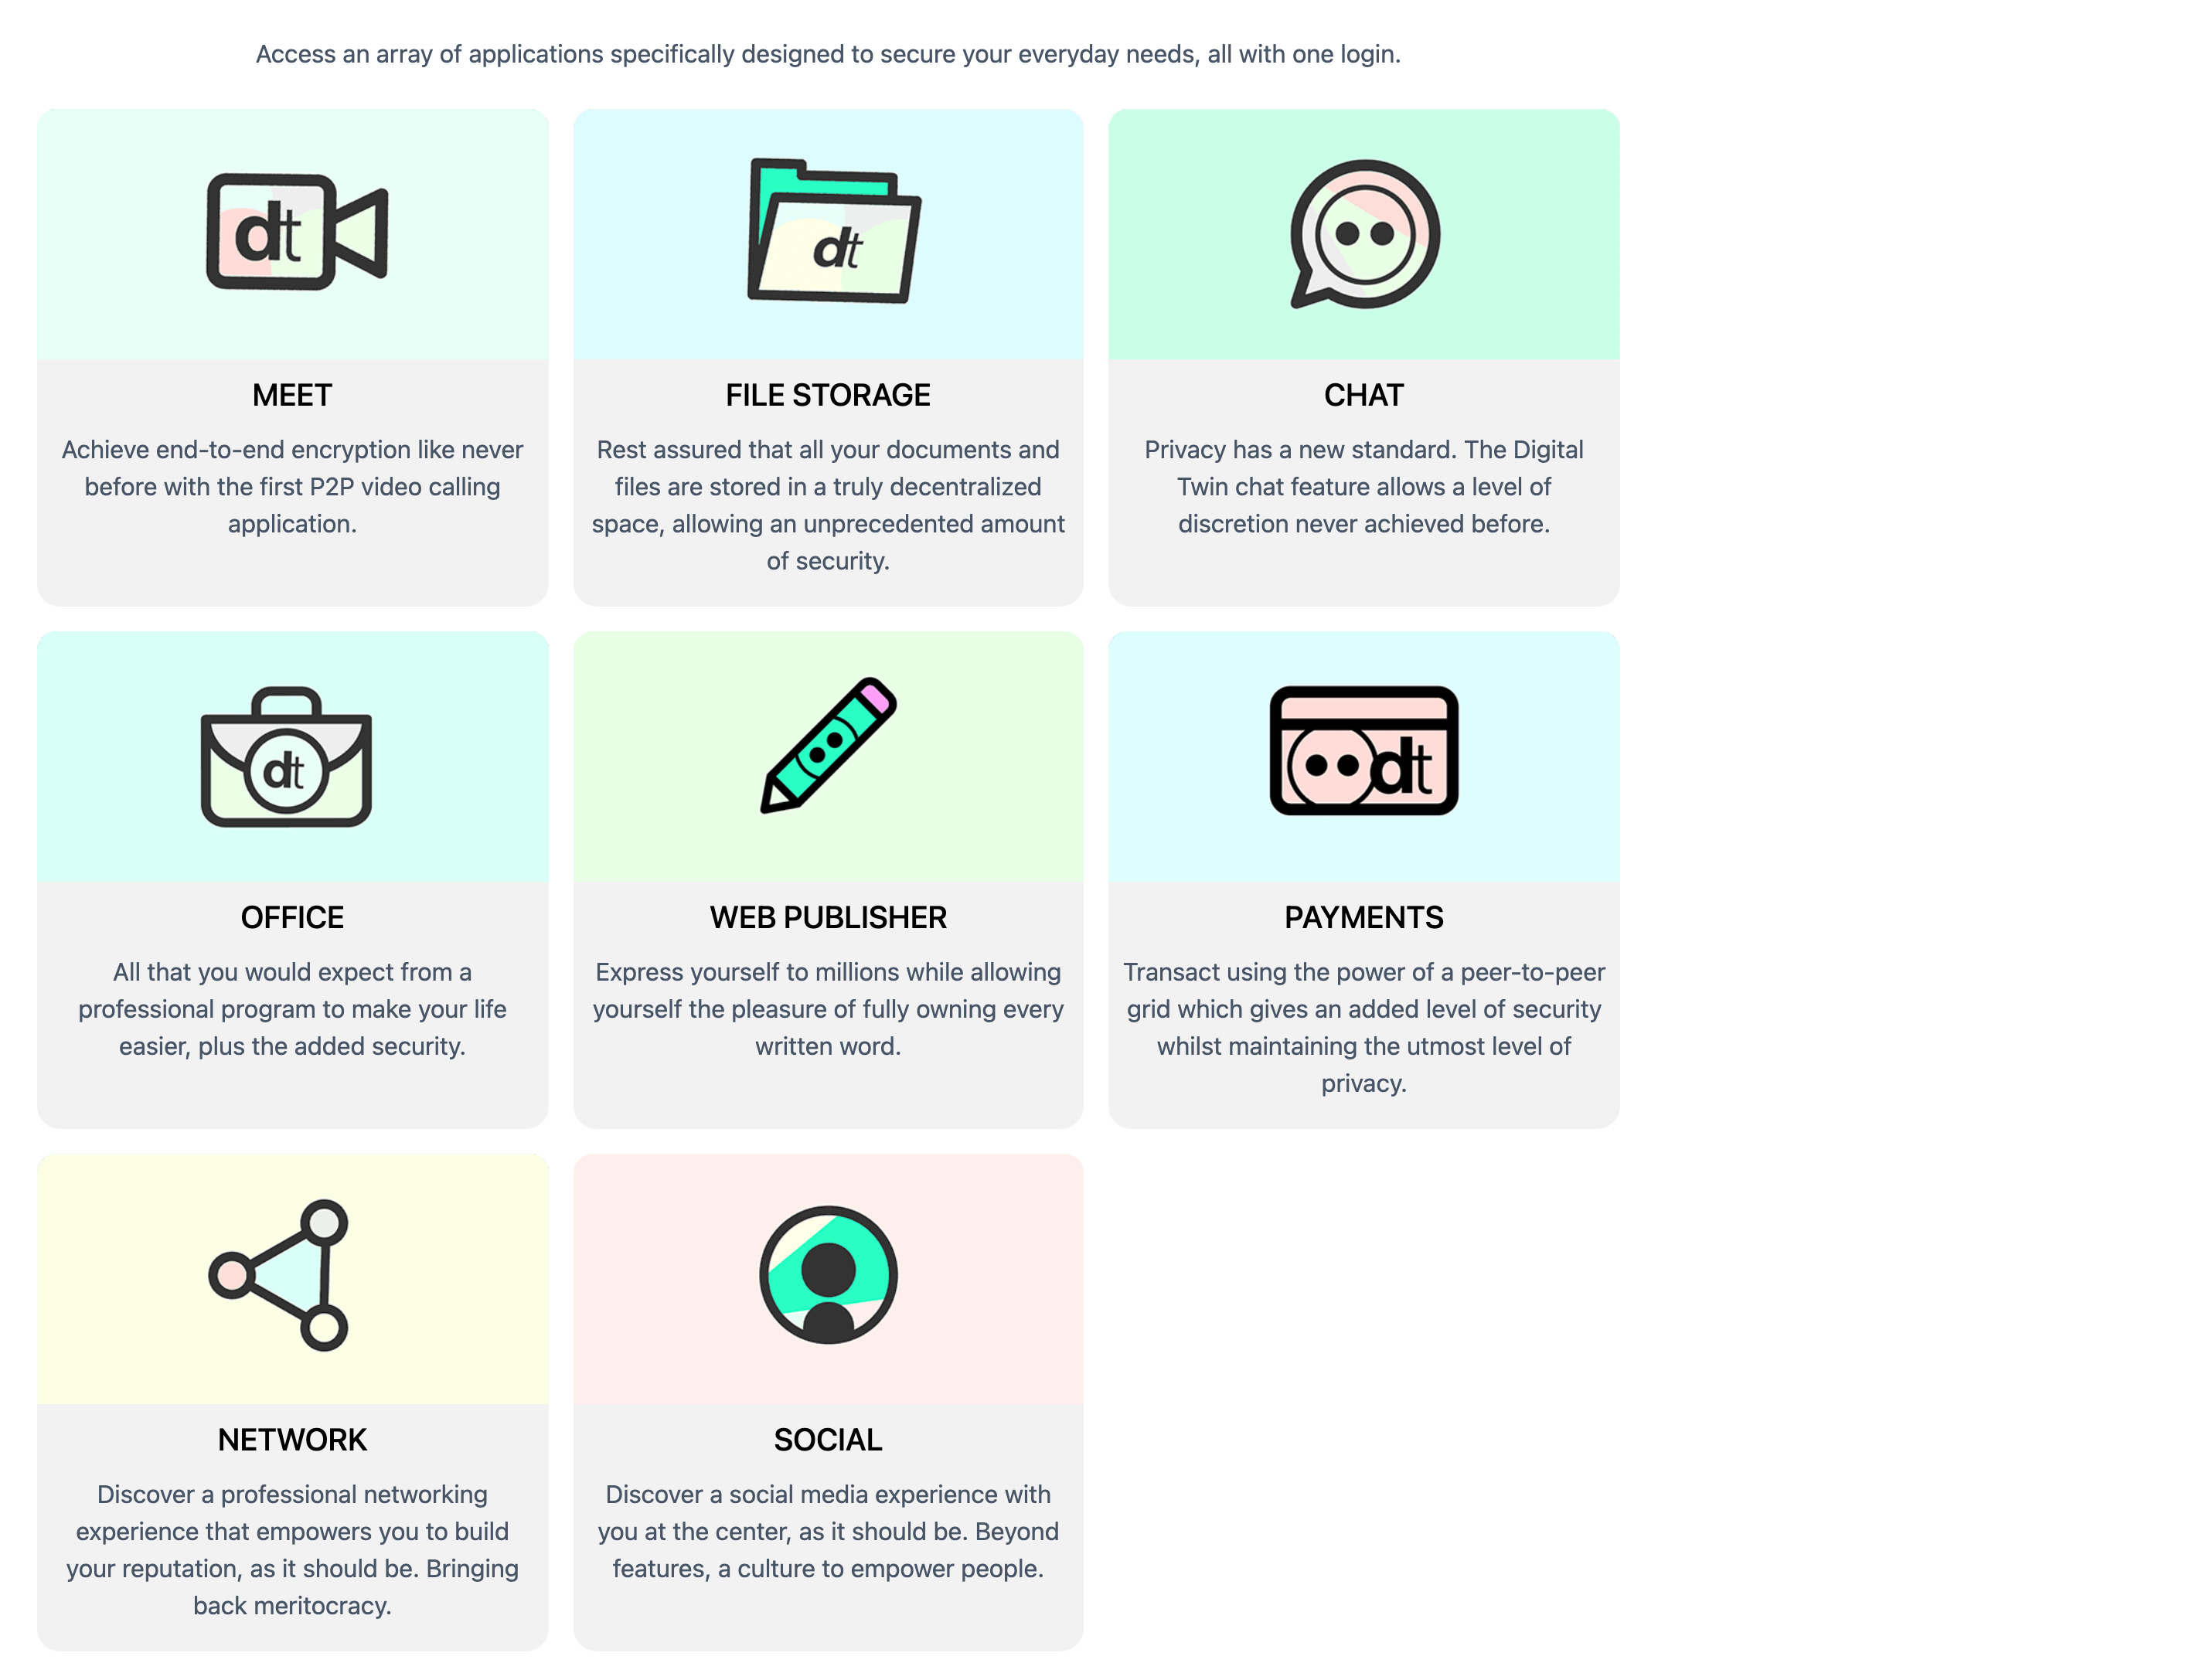 Access an array of applications specifically designed to secure your everyday needs, all with one login.
dt
dt
MEET
Achieve end-to-end encryption like never
before with the first P2P video calling
application.
FILE STORAGE
Rest assured that all your documents and
files are stored in a truly decentralized
space, allowing an unprecedented amount
of security.
CHAT
Privacy has a new standard. The Digital
Twin chat feature allows a level of
discretion never achieved before.
dt
dt
OFFICE
All that you would expect from a
professional program to make your life
easier, plus the added security.
WEB PUBLISHER
Express yourself to millions while allowing
yourself the pleasure of fully owning every
written word.
PAYMENTS
Transact using the power of a peer-to-peer
grid which gives an added level of security
whilst maintaining the utmost level of
privacy.
NETWORK
Discover a professional networking
experience that empowers you to build
your reputation, as it should be. Bringing
back meritocracy.
SOCIAL
Discover a social media experience with
you at the center, as it should be. Beyond
features, a culture to empower people.